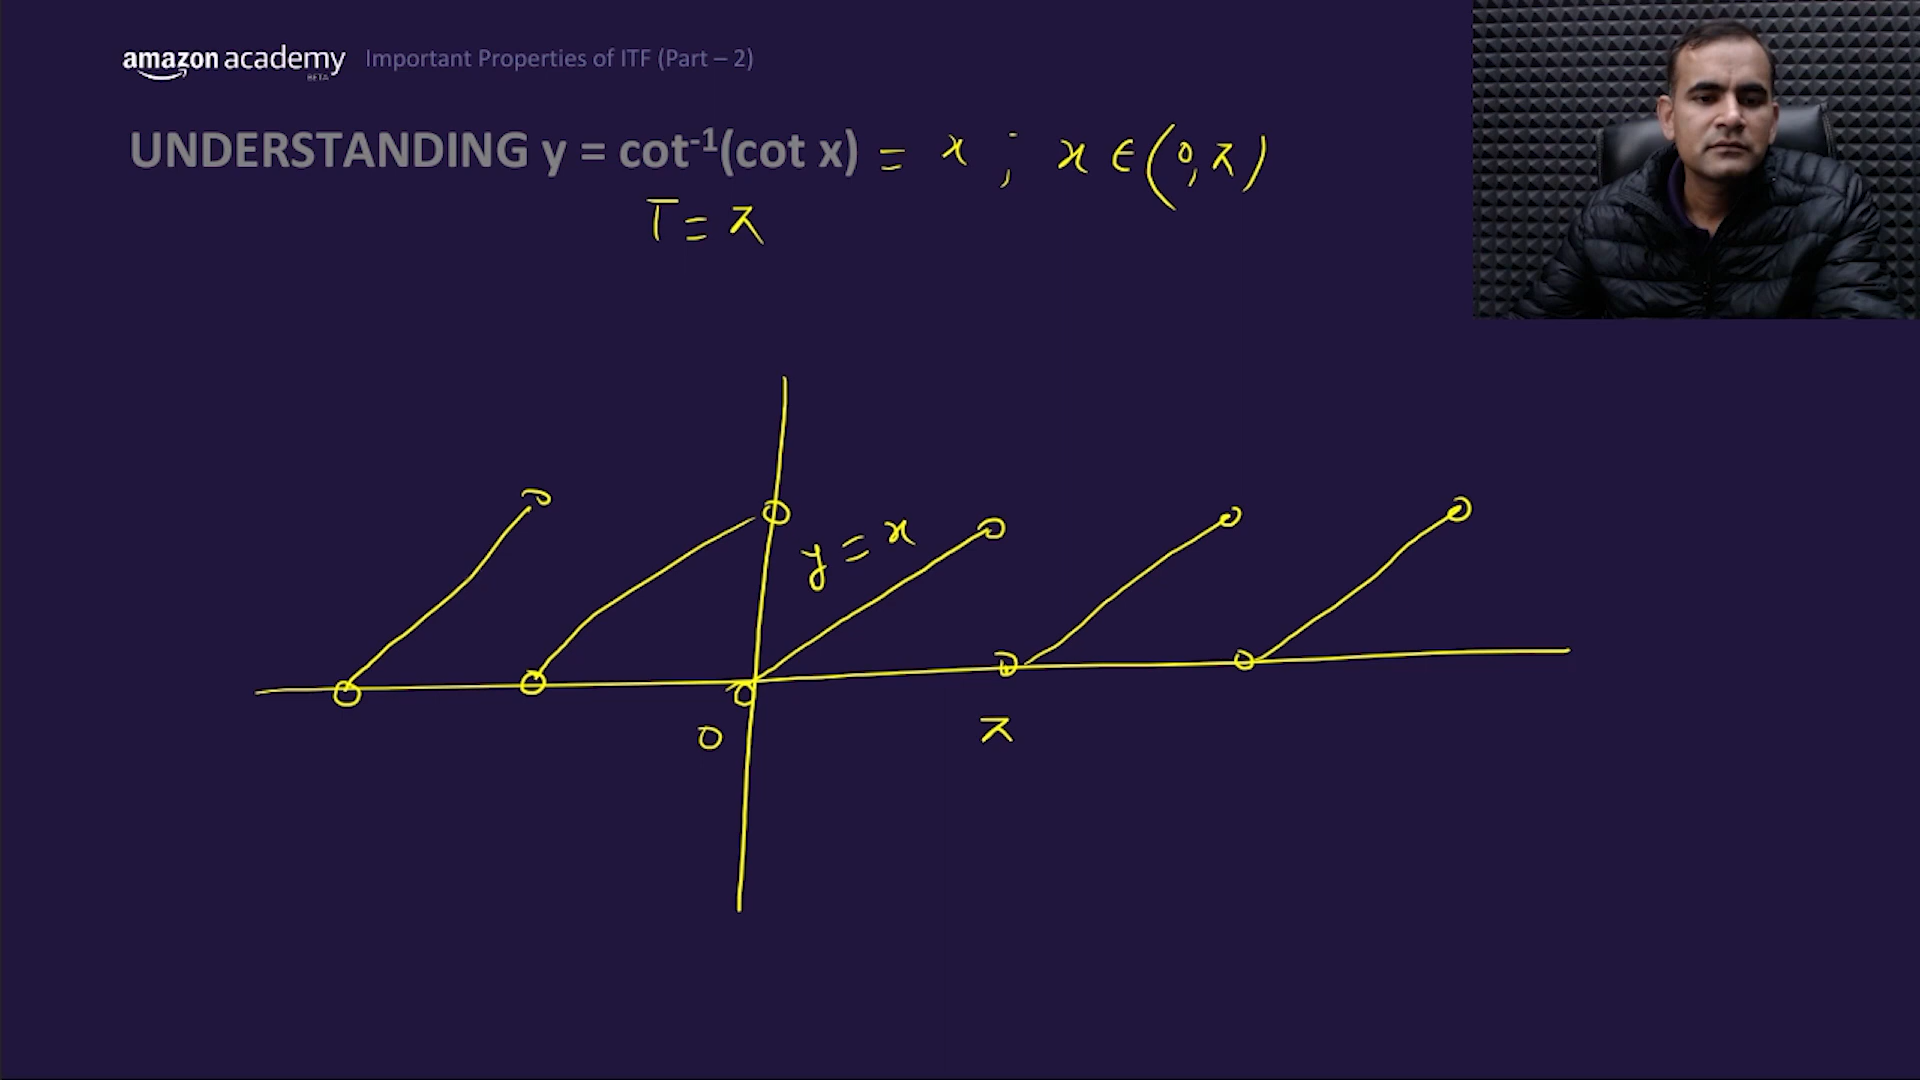 amazon academy Important Properties of ITF (Part – 2)
BETA
UNDERSTANDING y = cot⁻¹(cot x) = x ; x ∈ (0, π)
T = π
y = x
0 π